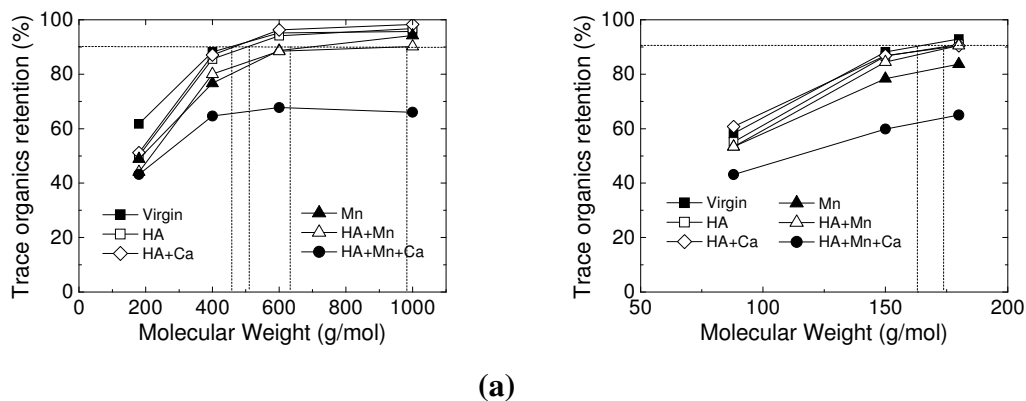 Trace organics retention (%)
100
80
60
40
20
0
Virgin
HA
HA+Ca
Mn
HA+Mn
HA+Mn+Ca
0 200 400 600 800 1000
Molecular Weight (g/mol)
Trace organics retention (%)
100
80
60
40
20
0
Virgin
HA
HA+Ca
Mn
HA+Mn
HA+Mn+Ca
50 100 150 200
Molecular Weight (g/mol)
(a)